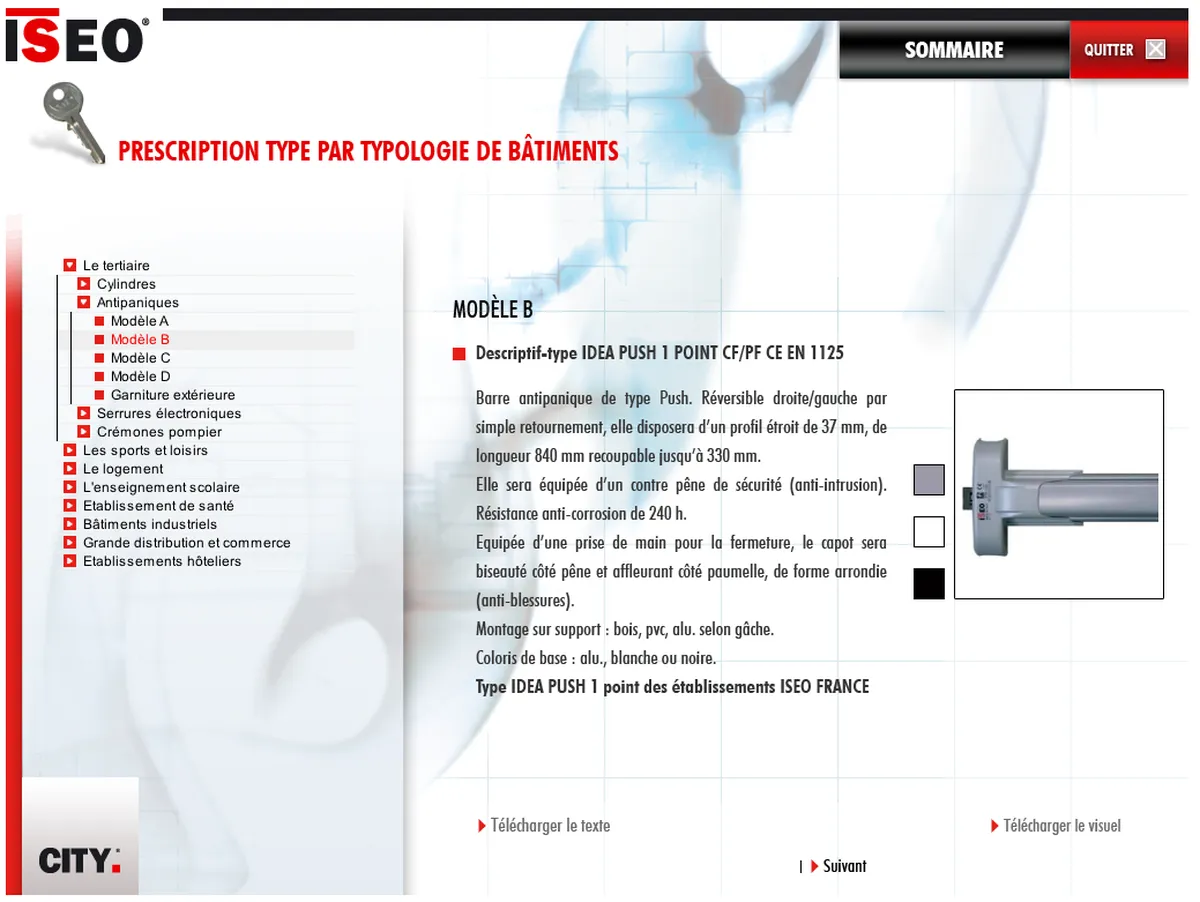 ISEO®
SOMMAIRE
QUITTER
PRESCRIPTION TYPE PAR TYPOLOGIE DE BÂTIMENTS
Le tertiaire
Cylindres
Antipaniques
Modèle A
Modèle B
Modèle C
Modèle D
Garniture extérieure
Serrures électroniques
Crémones pompier
Les sports et loisirs
Le logement
L'enseignement scolaire
Etablissement de santé
Bâtiments industriels
Grande distribution et commerce
Etablissements hôteliers
CITY.
MODÈLE B
Descriptif-type IDEA PUSH 1 POINT CF/PF CE EN 1125
Barre antipanique de type Push. Réversible droite/gauche par
simple retournement, elle disposera d’un profil étroit de 37 mm, de
longueur 840 mm recoupable jusqu’à 330 mm.
Elle sera équipée d’un contre pêne de sécurité (anti-intrusion).
Résistance anti-corrosion de 240 h.
Equipée d’une prise de main pour la fermeture, le capot sera
biseauté côté pêne et affleurant côté paumelle, de forme arrondie
(anti-blessures).
Montage sur support : bois, pvc, alu. selon gâche.
Coloris de base : alu., blanche ou noire.
Type IDEA PUSH 1 point des établissements ISEO FRANCE
ISEO
Télécharger le texte
Télécharger le visuel
| Suivant